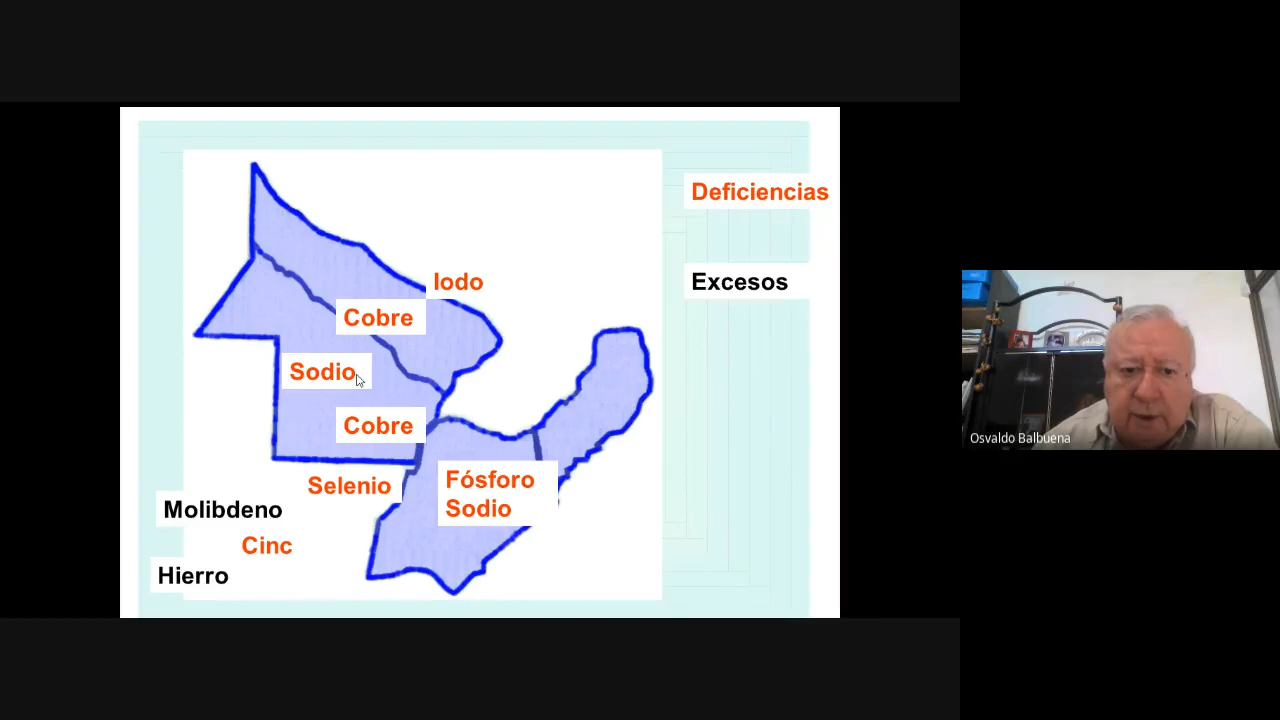 Deficiencias
Iodo
Excesos
Cobre
Sodio
Cobre
Selenio
Fósforo
Sodio
Molibdeno
Cinc
Hierro
Osvaldo Balbuena